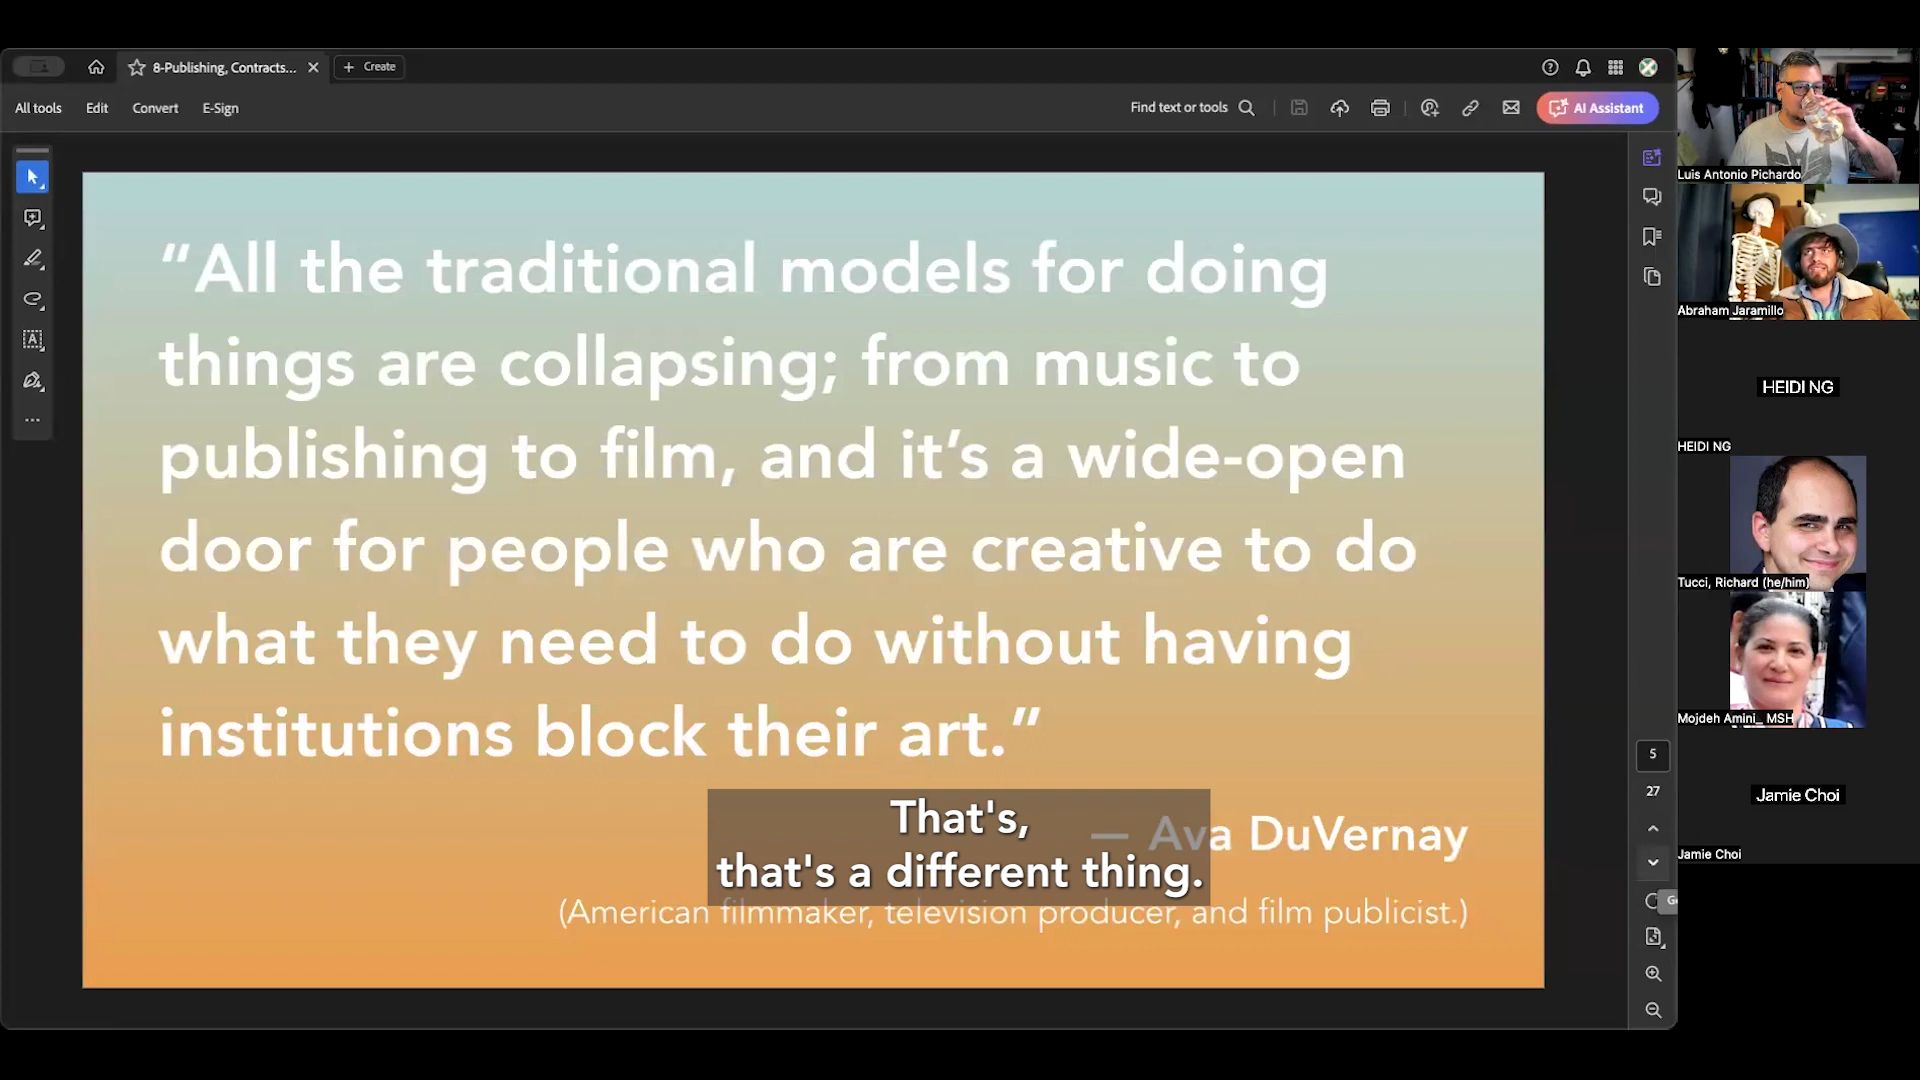 8-Publishing, Contracts...
Create
All tools
Edit
Convert
E-Sign
Find text or tools
AI Assistant
“All the traditional models for doing
things are collapsing; from music to
publishing to film, and it’s a wide-open
door for people who are creative to do
what they need to do without having
institutions block their art.”
— Ava DuVernay
(American filmmaker, television producer, and film publicist.)
That's,
that's a different thing.
5
27
Luis Antonio Pichardo
Abraham Jaramillo
HEIDI NG
HEIDI NG
Tucci, Richard (he/him)
Mojdeh Amini_ MSH
Jamie Choi
Jamie Choi